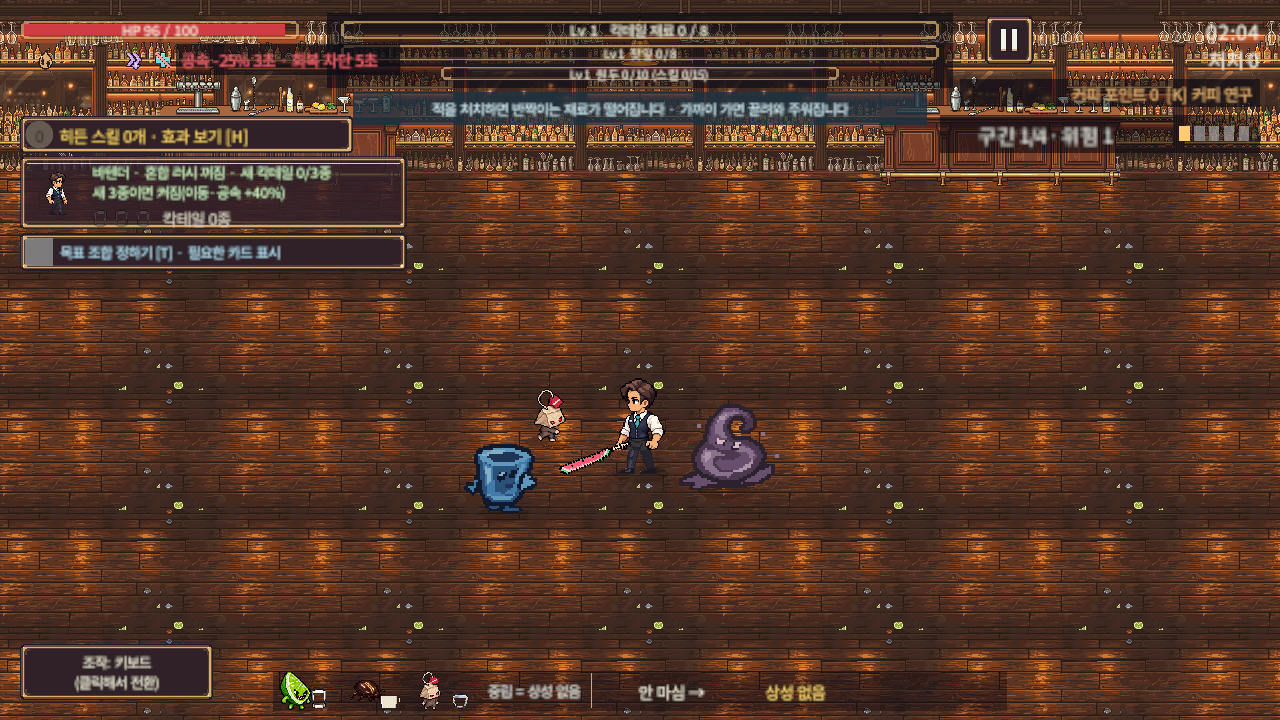 HP 96 / 100
Lv 1 칵테일 재료 0 / 8
02:04
Lv1 찻잎 0/8
공속 -25% 3초 · 회복 차단 5초
처치 0
Lv1 원두 0/10 (스킬 0/15)
커피 포인트 0 [K] 커피 연구
적을 처치하면 반짝이는 재료가 떨어집니다 · 가까이 가면 끌려와 주워집니다
0 히든 스킬 0개 · 효과 보기 [H]
구간 1/4 · 위험 1
바텐더 · 혼합 러시 꺼짐 · 새 칵테일 0/3종
새 3종이면 켜짐(이동·공속 +40%)
칵테일 0종
목표 조합 정하기 [T] · 필요한 카드 표시
조작: 키보드
(클릭해서 전환)
중립 = 상성 없음
안 마심 →
상성 없음